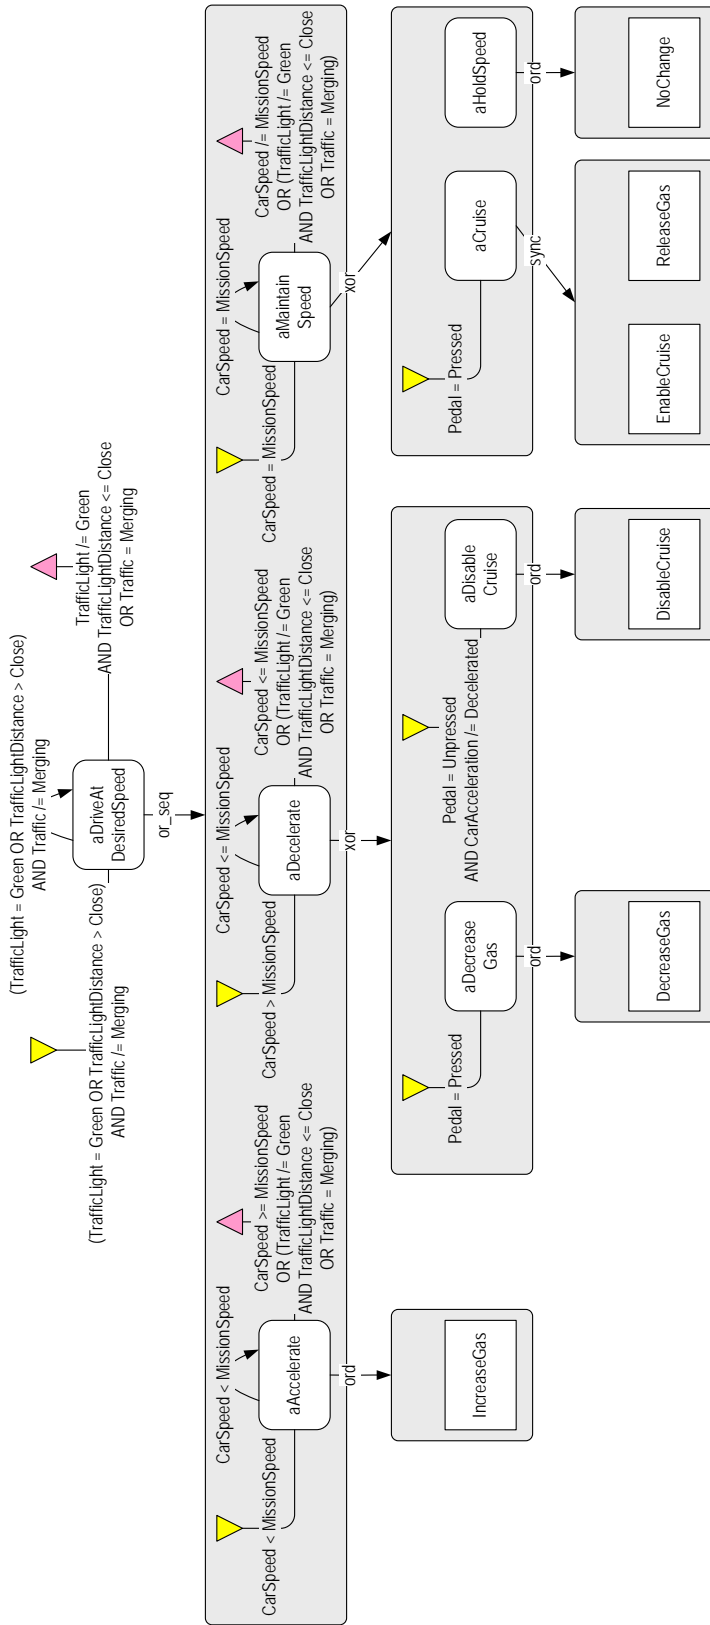 (TrafficLight = Green OR TrafficLightDistance > Close)
AND Traffic /= Merging
(TrafficLight = Green OR TrafficLightDistance > Close)
AND Traffic /= Merging
aDriveAt
DesiredSpeed
TrafficLight /= Green
AND TrafficLightDistance <= Close
OR Traffic = Merging
or_seq
CarSpeed < MissionSpeed
CarSpeed < MissionSpeed
aAccelerate
CarSpeed >= MissionSpeed
OR (TrafficLight /= Green
AND TrafficLightDistance <= Close
OR Traffic = Merging)
ord
IncreaseGas
CarSpeed > MissionSpeed
CarSpeed <= MissionSpeed
aDecelerate
CarSpeed <= MissionSpeed
OR (TrafficLight /= Green
AND TrafficLightDistance <= Close
OR Traffic = Merging)
xor
Pedal = Pressed
aDecrease
Gas
ord
DecreaseGas
Pedal = Unpressed
AND CarAcceleration /= Decelerated
aDisable
Cruise
ord
DisableCruise
CarSpeed = MissionSpeed
CarSpeed = MissionSpeed
aMaintain
Speed
CarSpeed /= MissionSpeed
OR (TrafficLight /= Green
AND TrafficLightDistance <= Close
OR Traffic = Merging)
xor
Pedal = Pressed
aCruise
sync
EnableCruise
ReleaseGas
aHoldSpeed
ord
NoChange